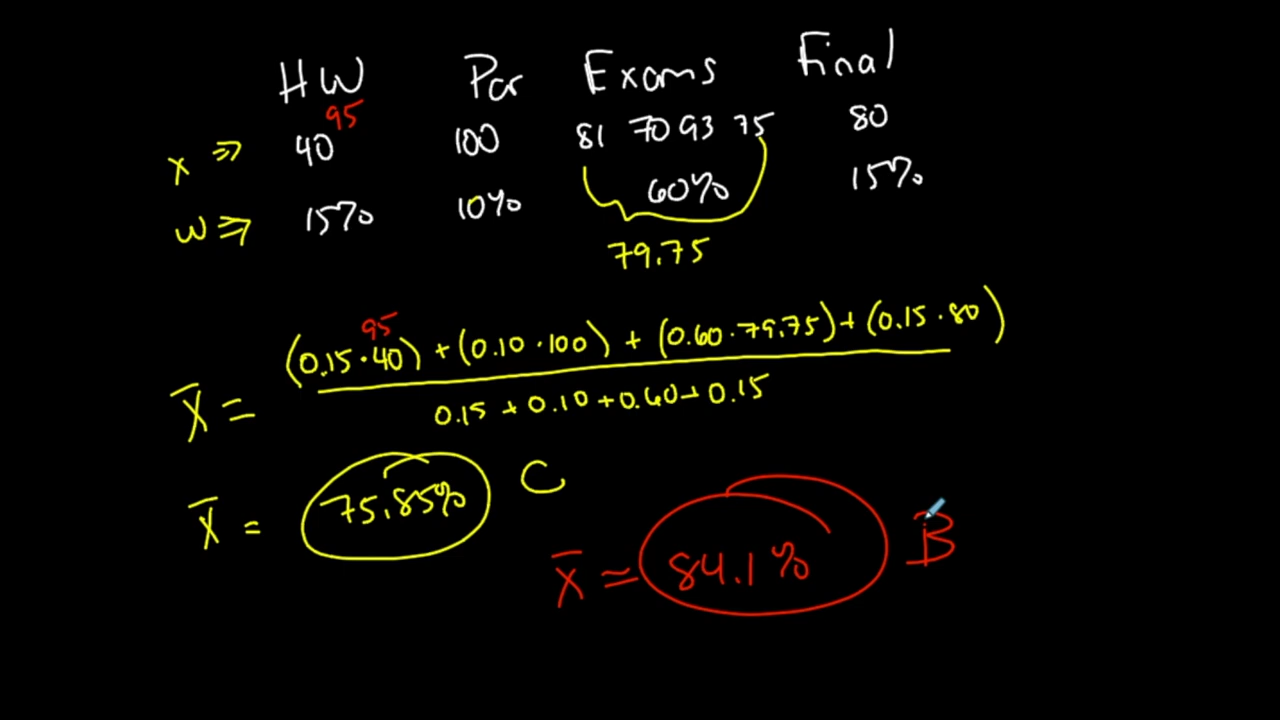 HW Par Exams Final
95
x ⇒ 40 100 81 70 93 75 80
w ⇒ 15% 10% 60% 15%
79.75
95
(0.15·40) + (0.10·100) + (0.60·79.75) + (0.15·80)
X̄ =
0.15 + 0.10 + 0.60 + 0.15
X̄ = 75.85% C
X̄ ≈ 84.1% B